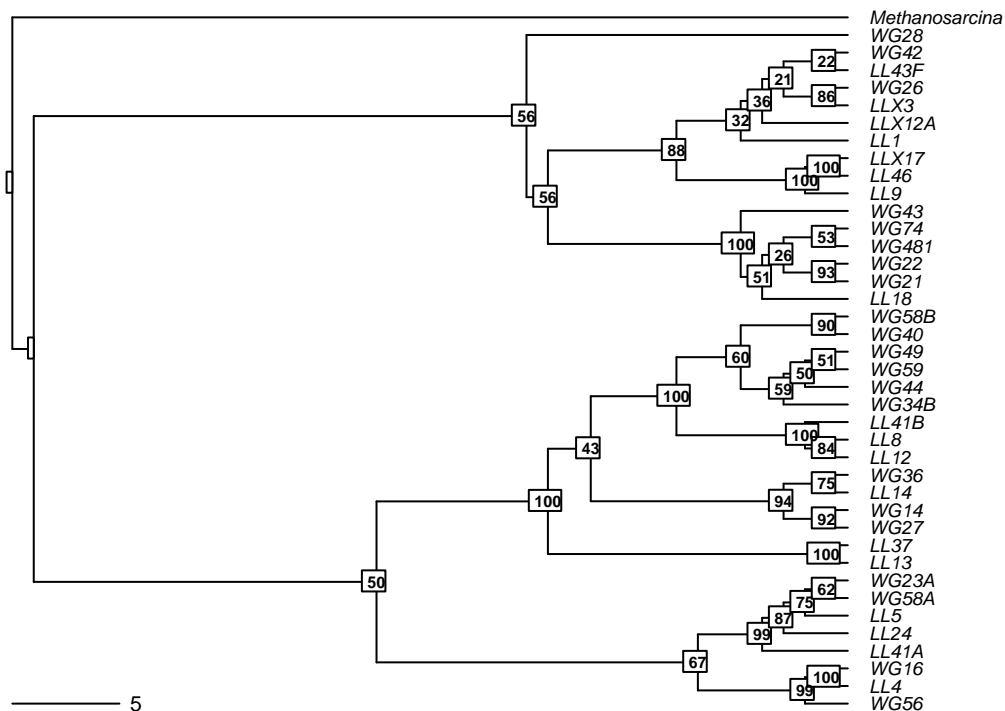 Methanosarcina
WG28
WG42
22
LL43F
21
WG26
36
86
LLX3
32
LLX12A
56
88
LL1
LLX17
100
LL46
100
LL9
56
WG43
WG74
53
100
WG481
26
WG22
51
93
WG21
LL18
WG58B
90
WG40
60
WG49
51
WG59
50
WG44
59
WG34B
100
LL41B
100
LL8
43
84
LL12
WG36
75
LL14
94
100
WG14
92
WG27
LL37
100
LL13
50
WG23A
62
WG58A
75
LL5
87
LL24
99
LL41A
67
WG16
100
LL4
99
WG56
5